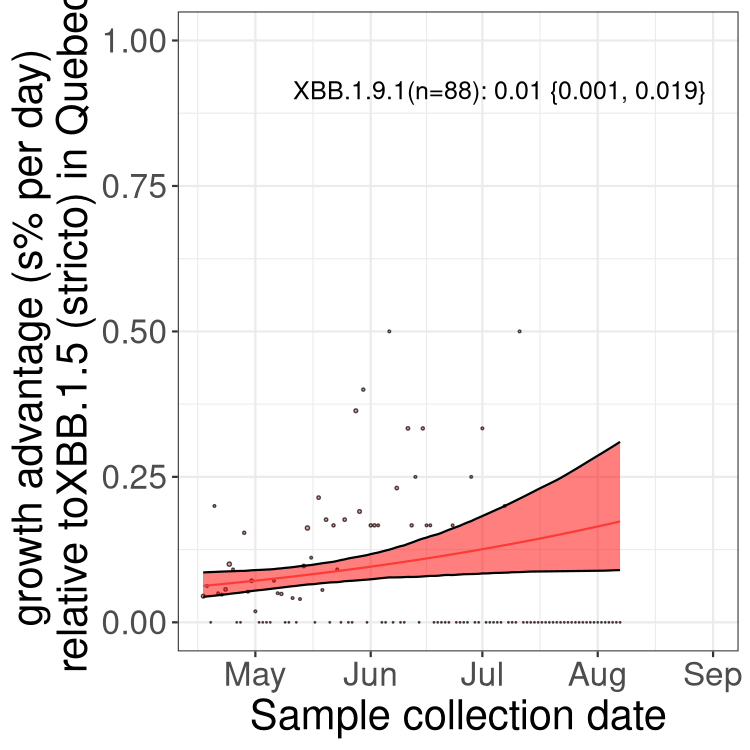 growth advantage (s% per day)
relative toXBB.1.5 (stricto) in Quebec
1.00
0.75
0.50
0.25
0.00
XBB.1.9.1(n=88): 0.01 {0.001, 0.019}
May Jun Jul Aug Sep
Sample collection date